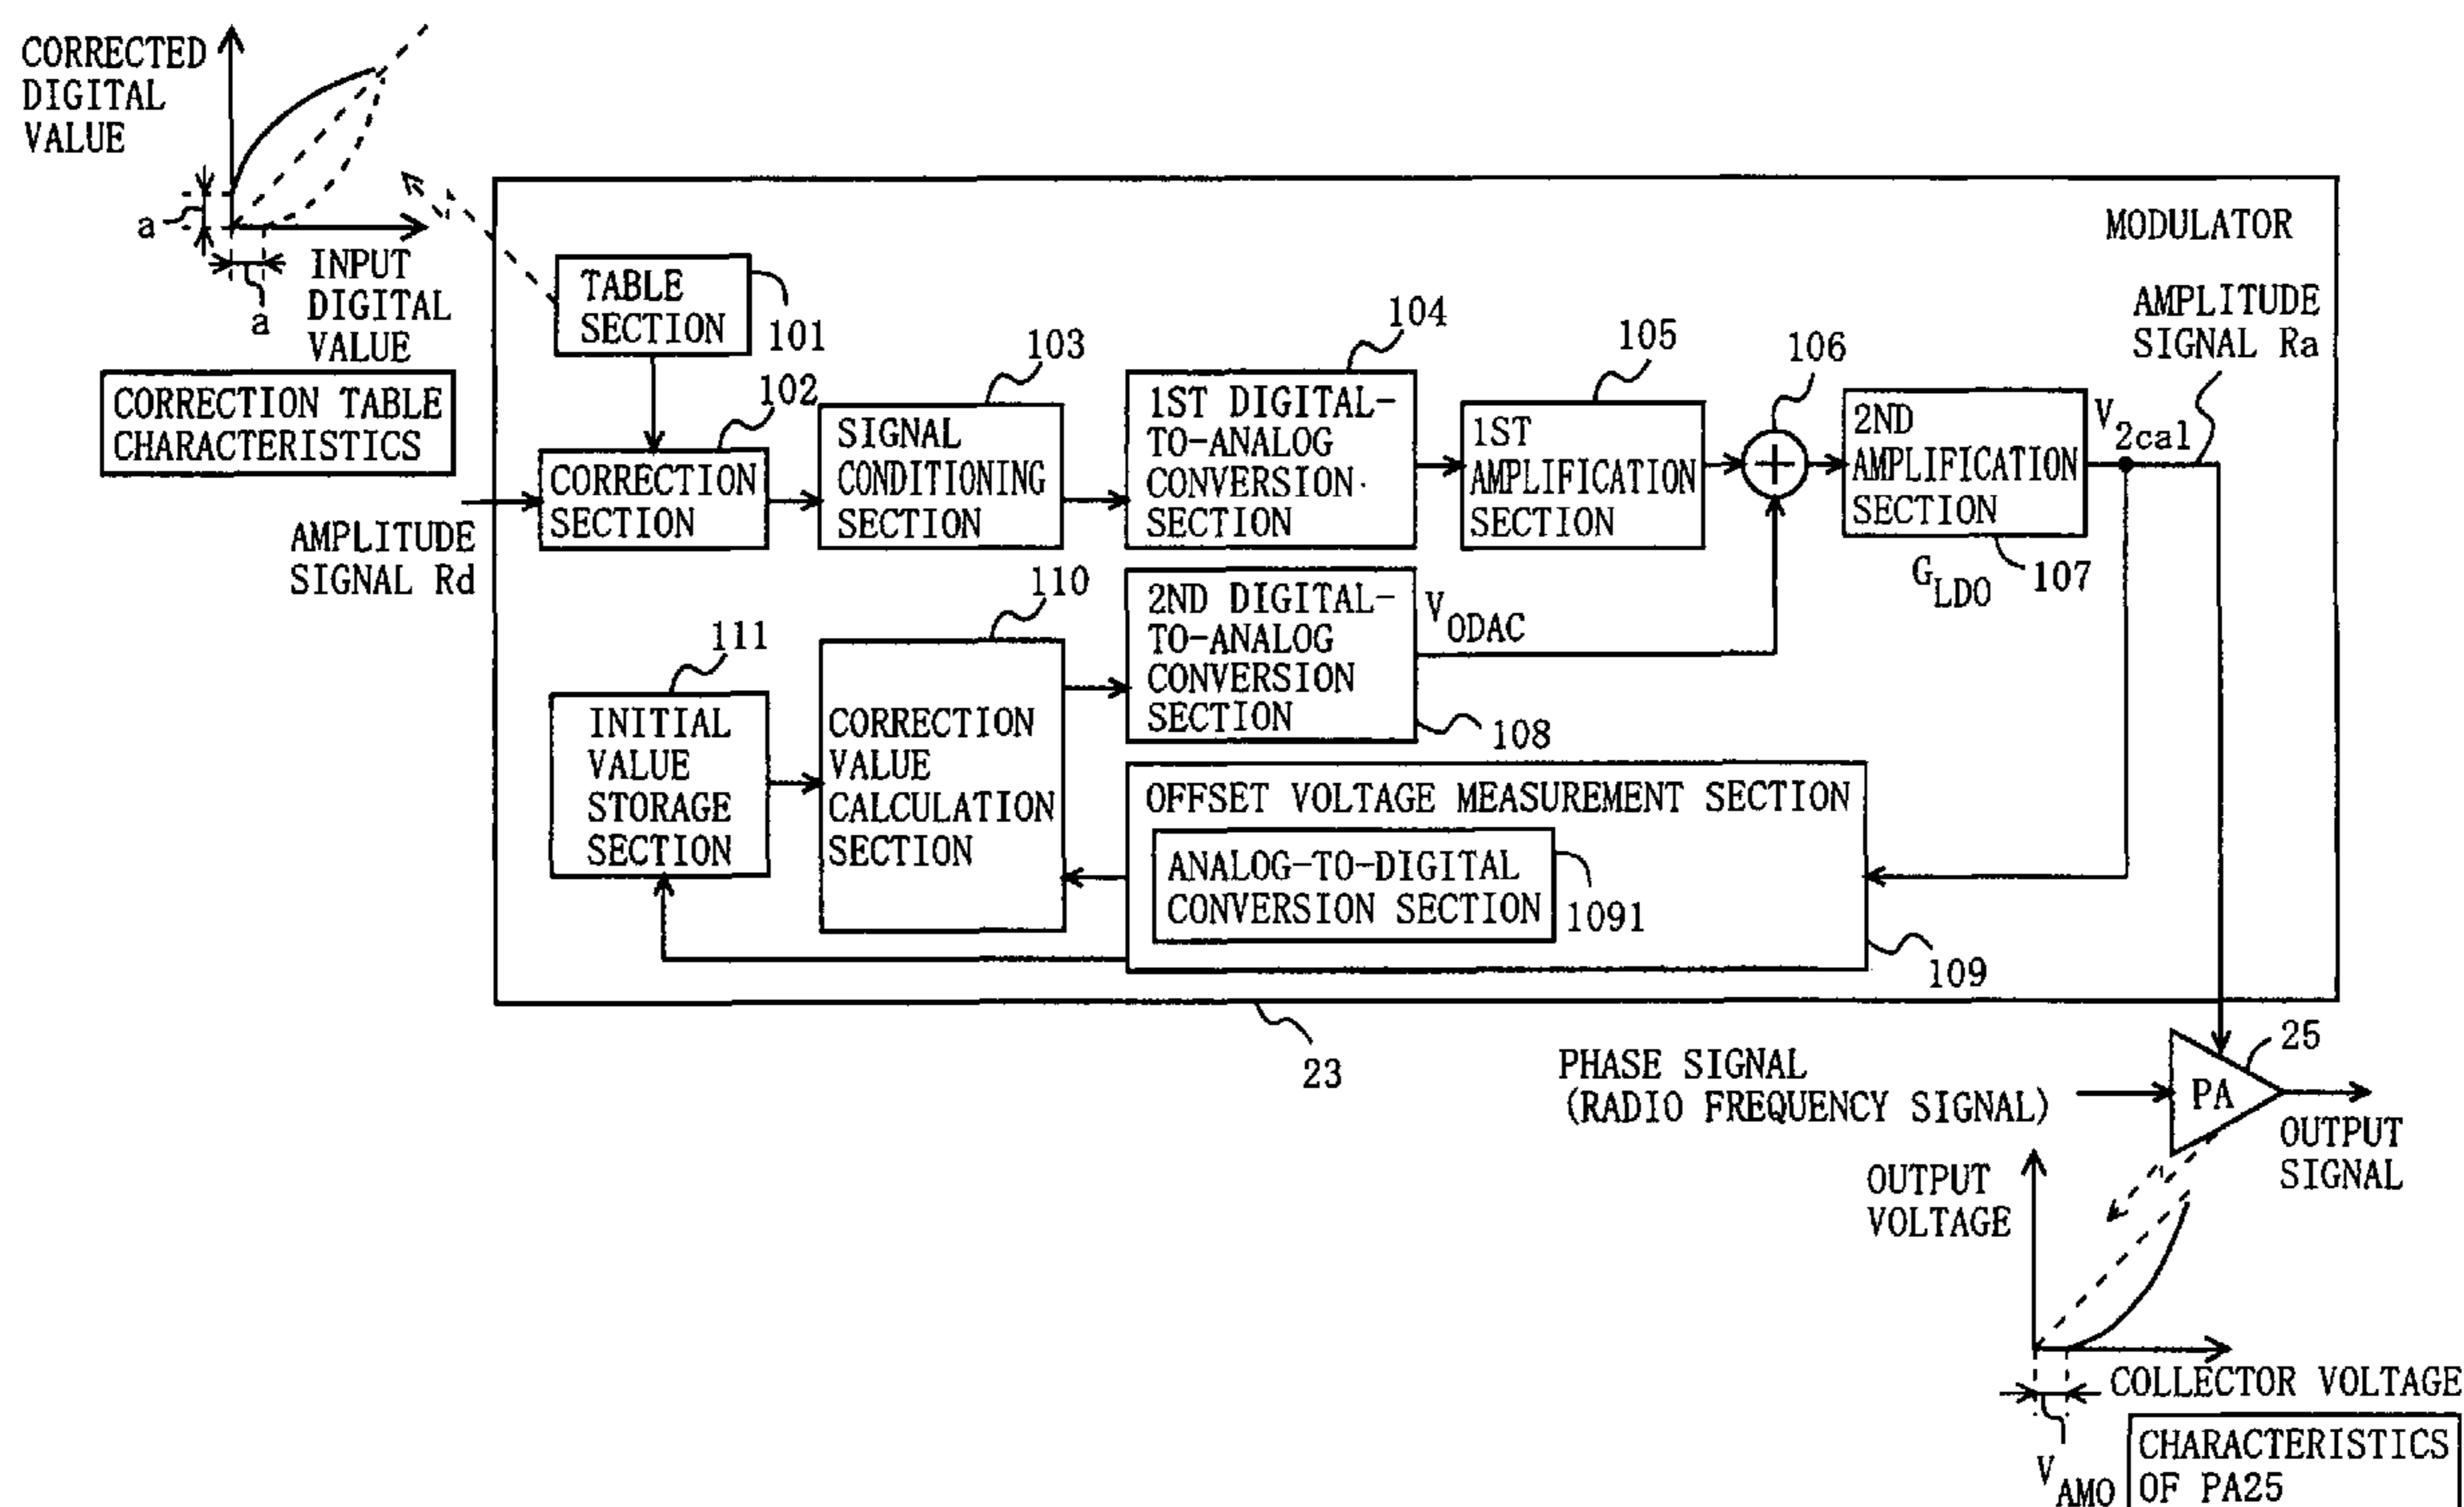 CORRECTED
DIGITAL
VALUE
a
INPUT
DIGITAL
VALUE
a
CORRECTION TABLE
CHARACTERISTICS
MODULATOR
TABLE
SECTION
101
102
CORRECTION
SECTION
AMPLITUDE
SIGNAL Rd
103
SIGNAL
CONDITIONING
SECTION
104
1ST DIGITAL-
TO-ANALOG
CONVERSION
SECTION
105
1ST
AMPLIFICATION
SECTION
106
+
2ND
AMPLIFICATION
SECTION
G_LDO
107
V_2cal
AMPLITUDE
SIGNAL Ra
111
INITIAL
VALUE
STORAGE
SECTION
110
CORRECTION
VALUE
CALCULATION
SECTION
2ND DIGITAL-
TO-ANALOG
CONVERSION
SECTION
V_ODAC
108
OFFSET VOLTAGE MEASUREMENT SECTION
ANALOG-TO-DIGITAL
CONVERSION SECTION
1091
109
23
PHASE SIGNAL
(RADIO FREQUENCY SIGNAL)
25
PA
OUTPUT
SIGNAL
OUTPUT
VOLTAGE
COLLECTOR VOLTAGE
V_AMO
CHARACTERISTICS
OF PA25